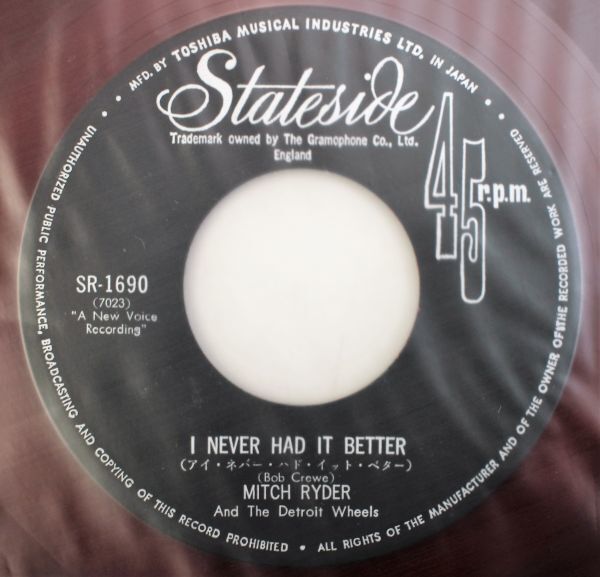 · MFD. BY TOSHIBA MUSICAL INDUSTRIES LTD. IN JAPAN ·
Stateside
Trademark owned by The Gramophone Co., Ltd.
England
45 r.p.m.
SR-1690
(7023)
"A New Voice
Recording"
I NEVER HAD IT BETTER
(アイ・ネバー・ハド・イット・ベター)
(Bob Crewe)
MITCH RYDER
And The Detroit Wheels
UNAUTHORIZED PUBLIC PERFORMANCE, BROADCASTING AND COPYING OF THIS RECORD PROHIBITED • ALL RIGHTS OF THE MANUFACTURER AND OF THE OWNER OF THE RECORDED WORK ARE RESERVED